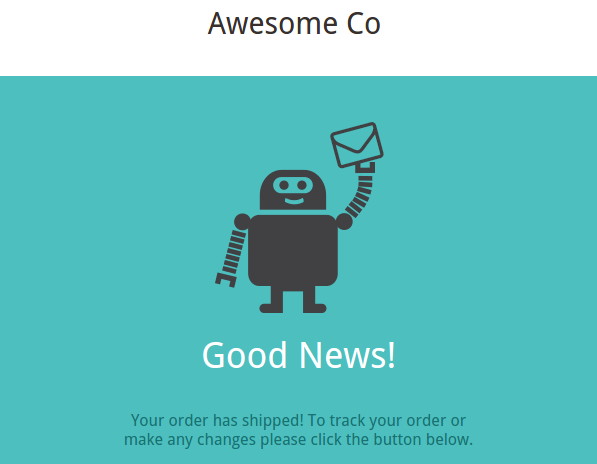 Awesome Co
Good News!
Your order has shipped! To track your order or
make any changes please click the button below.